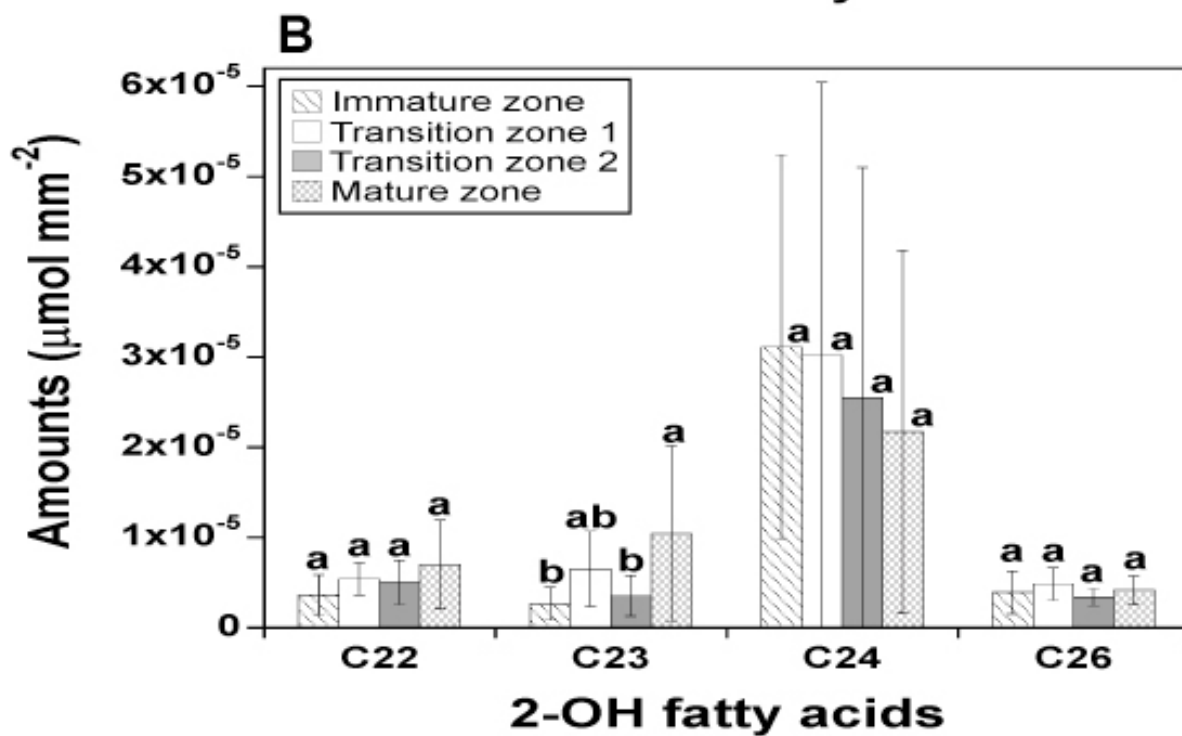 B
6x10⁻⁵
5x10⁻⁵
4x10⁻⁵
3x10⁻⁵
2x10⁻⁵
1x10⁻⁵
0
Amounts (μmol mm⁻²)
Immature zone
Transition zone 1
Transition zone 2
Mature zone
a a a a
b ab b a
a a a a
a a a a
C22 C23 C24 C26
2-OH fatty acids